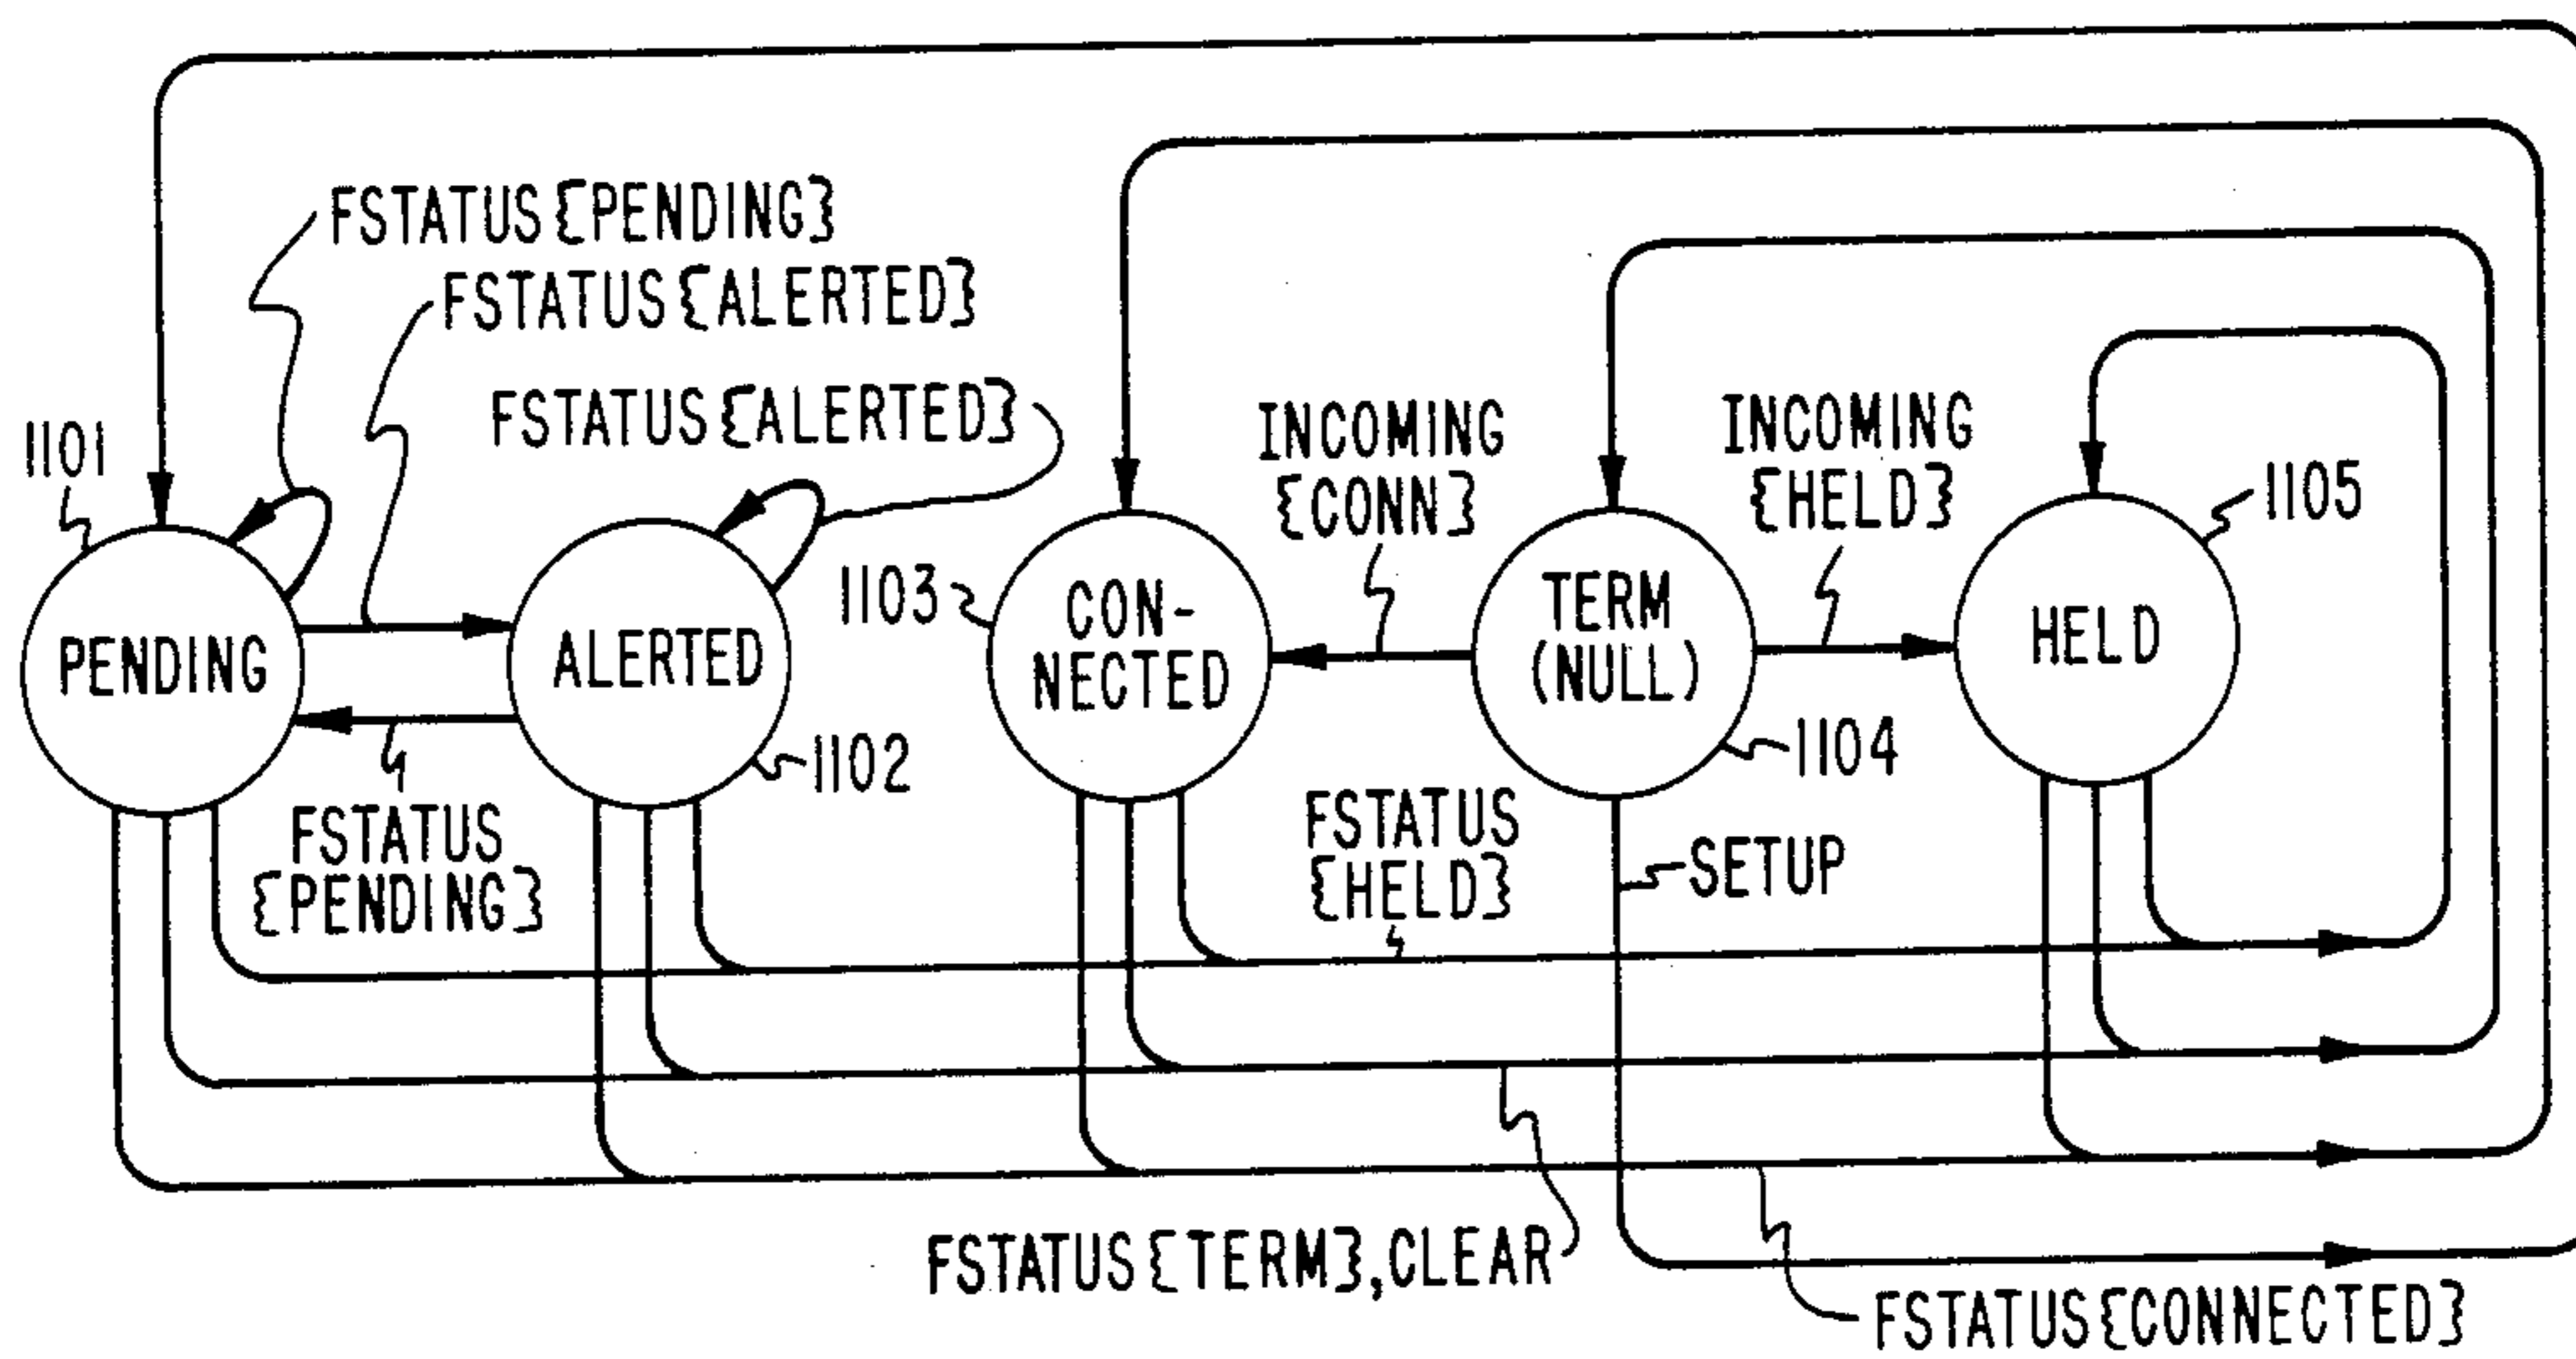 FSTATUS{PENDING}
FSTATUS{ALERTED}
FSTATUS{ALERTED}
1101
INCOMING
{CONN}
INCOMING
{HELD}
1105
1103
PENDING
ALERTED
CON-
NECTED
TERM
(NULL)
HELD
1102
1104
FSTATUS
{PENDING}
FSTATUS
{HELD}
SETUP
FSTATUS{TERM},CLEAR
FSTATUS{CONNECTED}